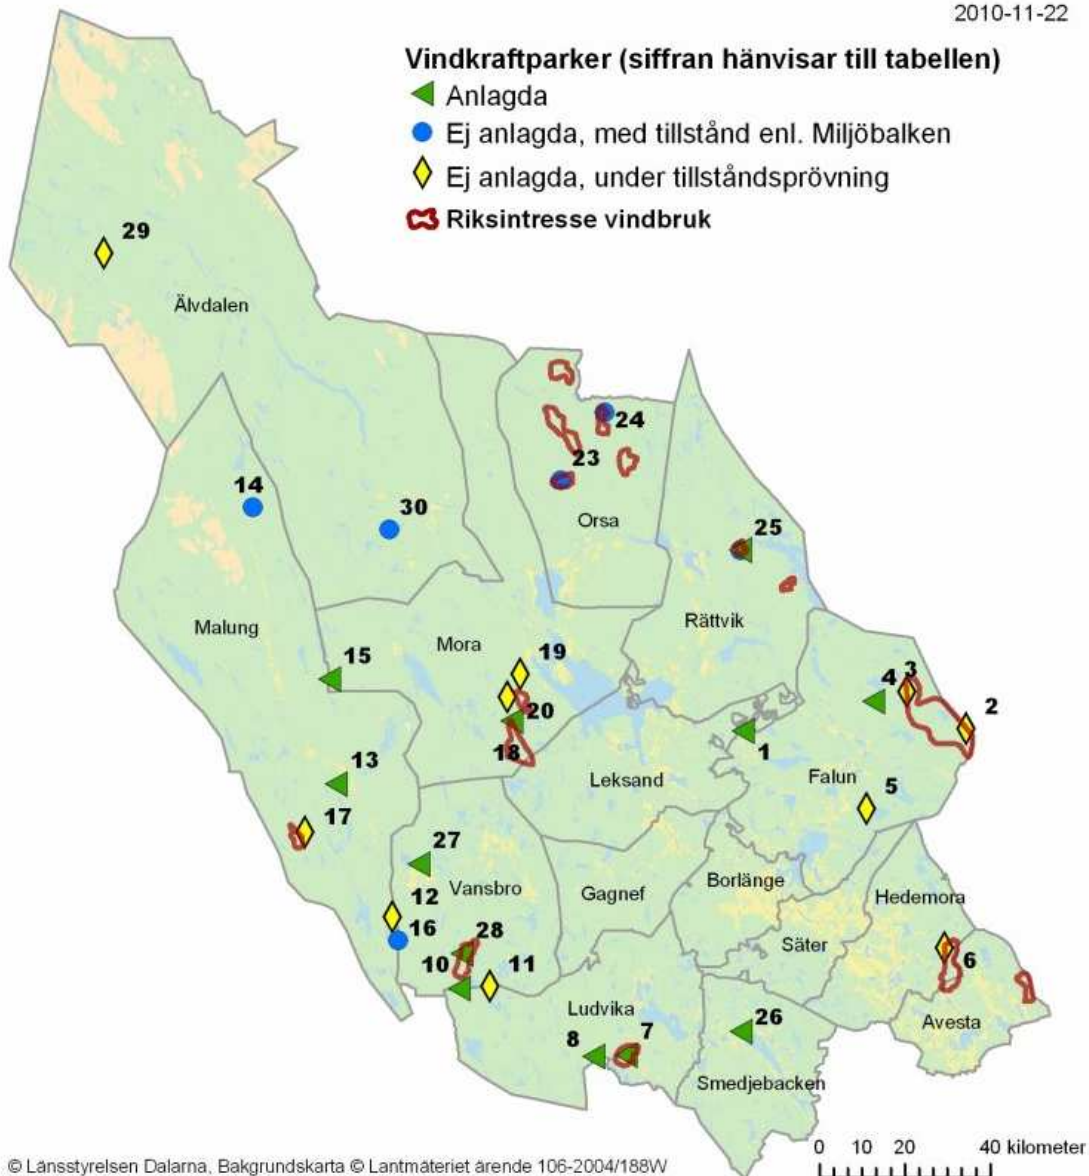 2010-11-22
Vindkraftparker (siffran hänvisar till tabellen)
Anlagda
Ej anlagda, med tillstånd enl. Miljöbalken
Ej anlagda, under tillståndsprövning
Riksintresse vindbruk
29
Älvdalen
24
23
14
30
Orsa
25
Malung
Mora
Rättvik
15
19
4
3
2
20
18
1
13
Leksand
Falun
5
17
27
Vansbro
Gagnef
Borlänge
Hedemora
12
16
28
Säter
10
11
6
Ludvika
Avesta
26
8
7
Smedjebacken
0 10 20 40 kilometer
© Länsstyrelsen Dalarna, Bakgrundskarta © Lantmäteriet ärende 106-2004/188W